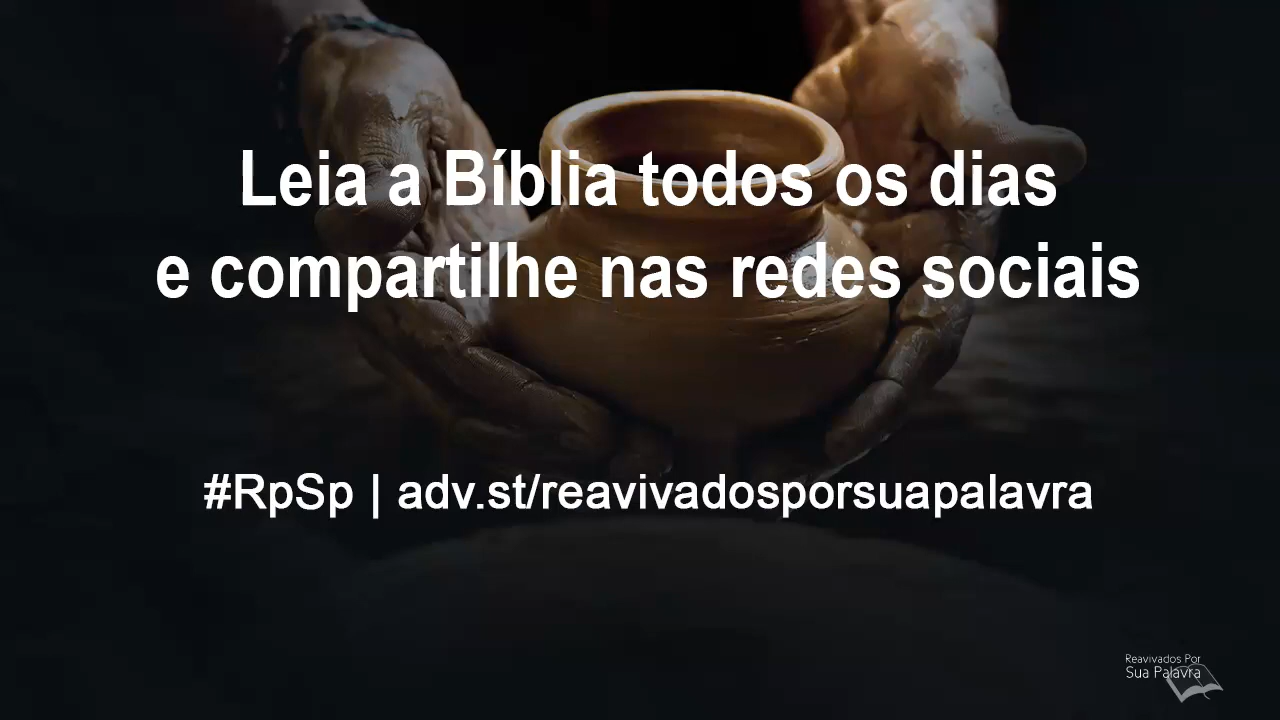 Leia a Bíblia todos os dias
e compartilhe nas redes sociais
#RpSp | adv.st/reavivadosporsuapalavra
Reavivados Por
Sua Palavra